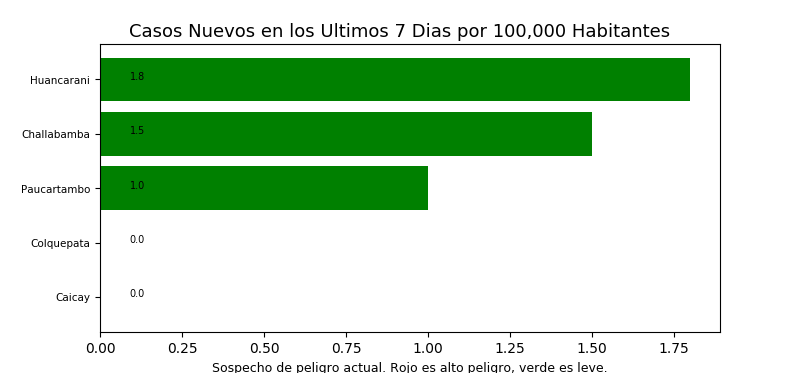 Casos Nuevos en los Ultimos 7 Dias por 100,000 Habitantes
Huancarani
1.8
Challabamba
1.5
Paucartambo
1.0
Colquepata
0.0
Caicay
0.0
0.00 0.25 0.50 0.75 1.00 1.25 1.50 1.75
Sospecho de peligro actual. Rojo es alto peligro, verde es leve.